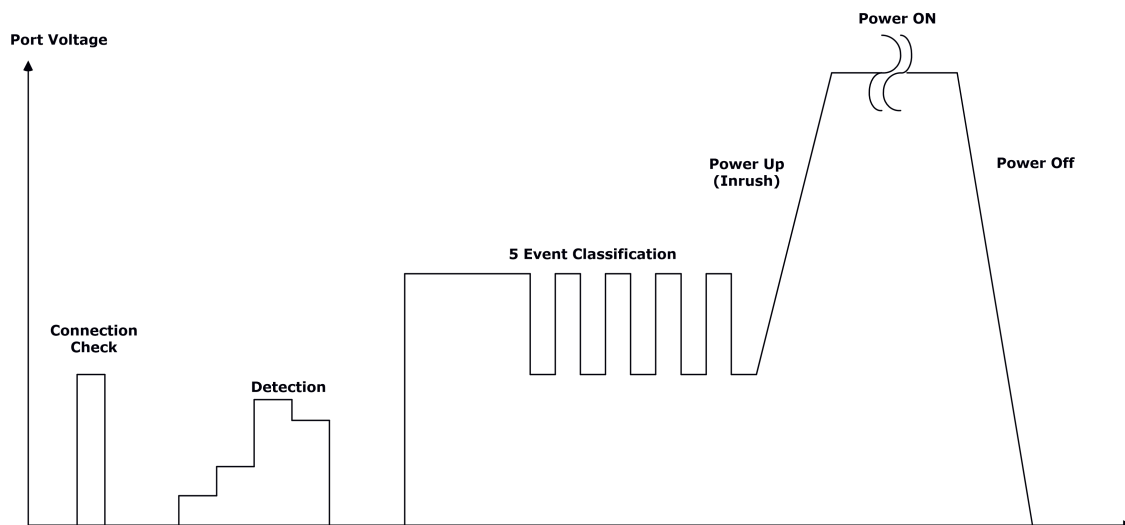 Power ON
Port Voltage
Power Up
(Inrush)
Power Off
5 Event Classification
Connection
Check
Detection